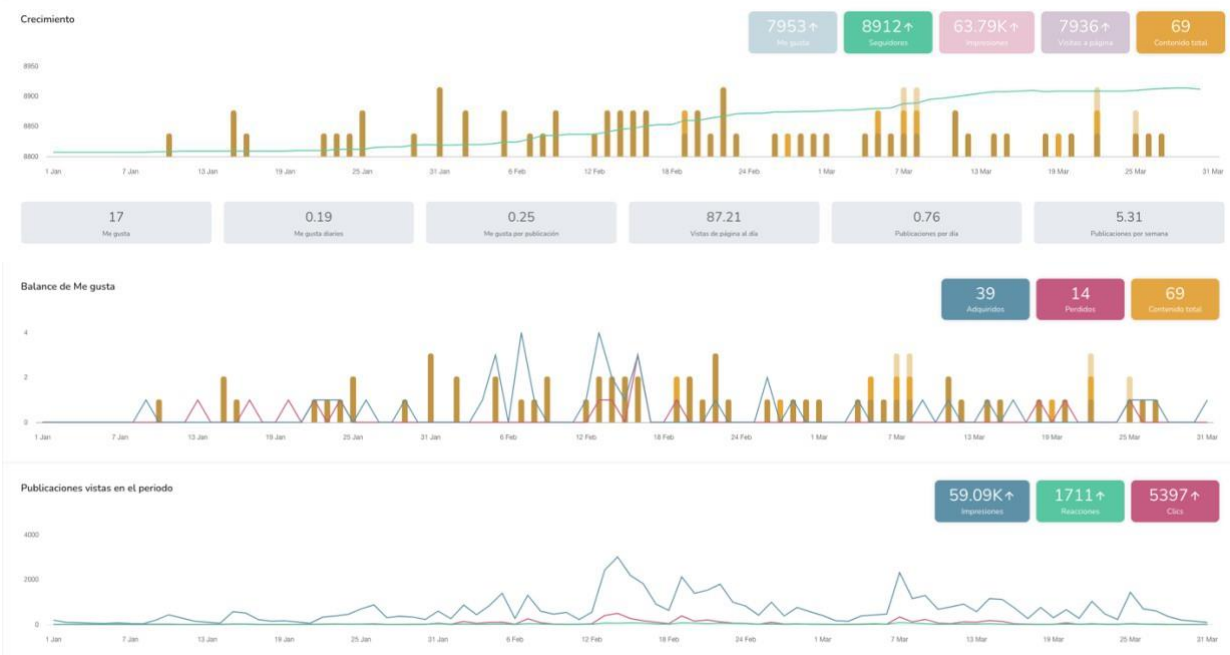 Crecimiento
7953↑ 8912↑ 63.79K↑ 7936↑ 69
Me gusta Seguidores Impresiones Visitas a página Contenido total
8950
8900
8850
8800
1 Jan 7 Jan 13 Jan 19 Jan 25 Jan 31 Jan 6 Feb 12 Feb 18 Feb 24 Feb 1 Mar 7 Mar 13 Mar 19 Mar 25 Mar 31 Mar
17 0.19 0.25 87.21 0.76 5.31
Me gusta Me gusta diarios Me gusta por publicación Vistas de página al día Publicaciones por día Publicaciones por semana
Balance de Me gusta
39 14 69
Adquiridos Perdidos Contenido total
4
2
0
1 Jan 7 Jan 13 Jan 19 Jan 25 Jan 31 Jan 6 Feb 12 Feb 18 Feb 24 Feb 1 Mar 7 Mar 13 Mar 19 Mar 25 Mar 31 Mar
Publicaciones vistas en el periodo
59.09K↑ 1711↑ 5397↑
Impresiones Reacciones Clics
4000
2000
0
1 Jan 7 Jan 13 Jan 19 Jan 25 Jan 31 Jan 6 Feb 12 Feb 18 Feb 24 Feb 1 Mar 7 Mar 13 Mar 19 Mar 25 Mar 31 Mar